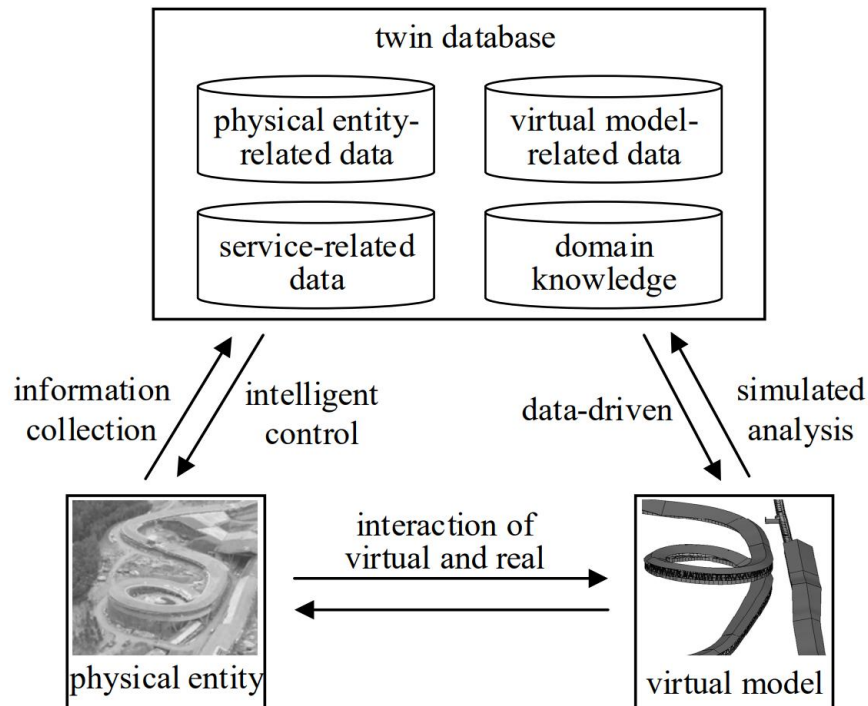 twin database
physical entity-
related data
virtual model-
related data
service-related
data
domain
knowledge
information
collection
intelligent
control
data-driven
simulated
analysis
interaction of
virtual and real
physical entity
virtual model